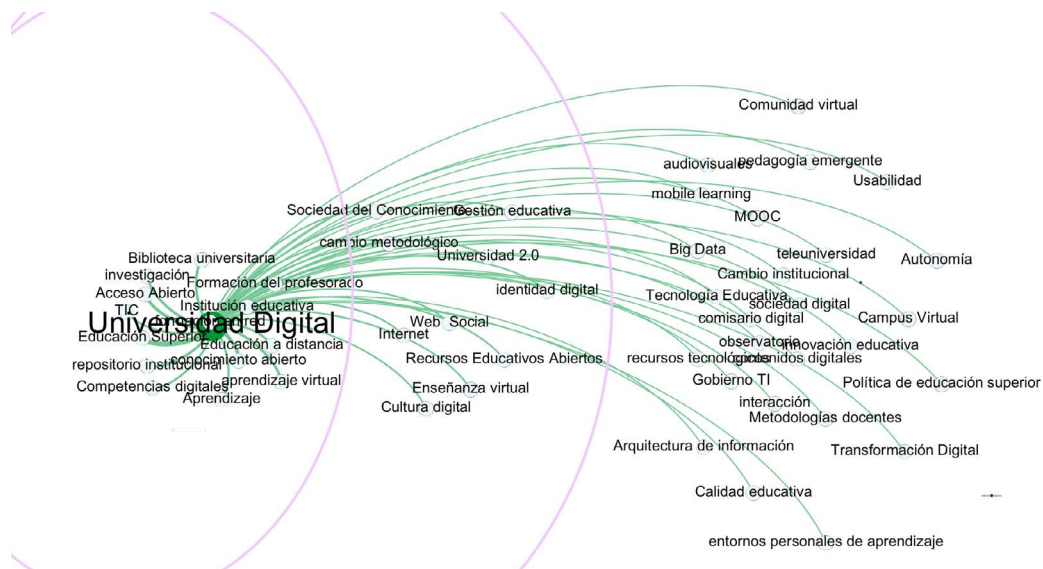 Comunidad virtual
audiovisuales
pedagogía emergente
Usabilidad
mobile learning
Sociedad del Conocimiento
Gestión educativa
MOOC
cambio metodológico
Universidad 2.0
Big Data
teleuniversidad
Autonomía
Biblioteca universitaria
investigación
Cambio institucional
Formación del profesorado
Acceso Abierto
identidad digital
Tecnología Educativa
sociedad digital
Institución educativa
TIC
comisario digital
Campus Virtual
Universidad Digital
Web Social
Educación Superior
Internet
Educación a distancia
observatorio
innovación educativa
conocimiento abierto
Recursos Educativos Abiertos
recursos tecnológicos
contenidos digitales
repositorio institucional
Gobierno TI
aprendizaje virtual
Política de educación superior
Competencias digitales
Enseñanza virtual
Aprendizaje
interacción
Cultura digital
Metodologías docentes
Arquitectura de información
Transformación Digital
Calidad educativa
entornos personales de aprendizaje